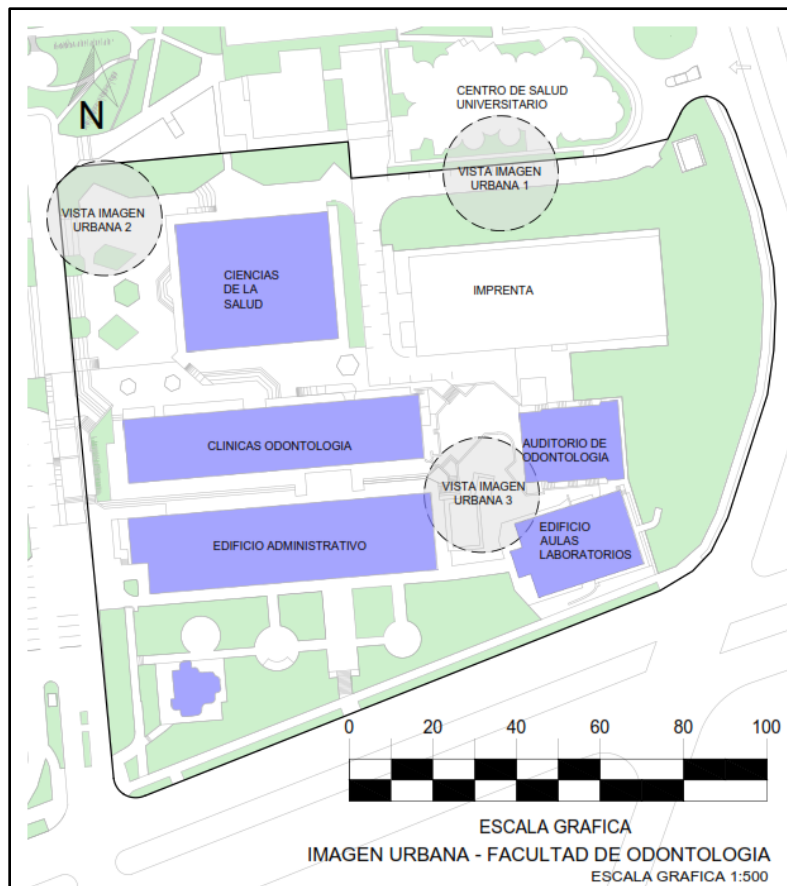 N
CENTRO DE SALUD
UNIVERSITARIO
VISTA IMAGEN
URBANA 1
VISTA IMAGEN
URBANA 2
CIENCIAS
DE LA
SALUD
IMPRENTA
CLINICAS ODONTOLOGIA
AUDITORIO DE
ODONTOLOGIA
VISTA IMAGEN
URBANA 3
EDIFICIO ADMINISTRATIVO
EDIFICIO
AULAS
LABORATORIOS
0 20 40 60 80 100
ESCALA GRAFICA
IMAGEN URBANA - FACULTAD DE ODONTOLOGIA
ESCALA GRAFICA 1:500